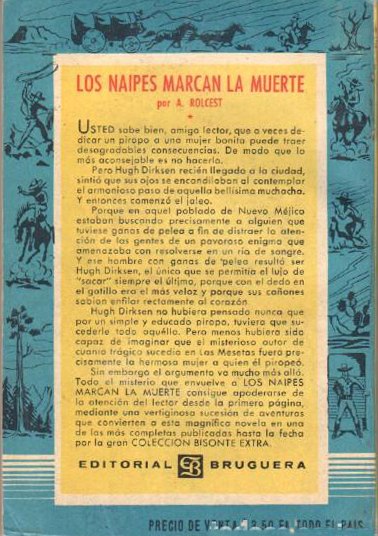 LOS NAIPES MARCAN LA MUERTE
por A. ROLCEST
USTED sabe bien, amigo lector, que a veces de-
dicar un piropo a una mujer bonita puede traer
desagradables consecuencias. De modo que lo
más aconsejable es no hacerlo.
Pero Hugh Dirksen recién llegado a la ciudad,
sintió que sus ojos se encandilaban al contemplar
el armonioso paso de aquella bellísima muchacha.
Y entonces comenzó el jaleo.
Porque en aquel poblado de Nuevo Méjico
estaban buscando precisamente a alguien que
tuviese ganas de pelea a fin de distraer la aten-
ción de las gentes de un pavoroso enigma que
amenazaba con resolverse en un río de sangre.
Y ese hombre con ganas de pelea resultó ser
Hugh Dirksen, el único que se permitía el lujo de
"sacar" siempre el último, porque con el dedo en
el gatillo era el más veloz y porque sus cañones
sabían enfilar rectamente al corazón.
Hugh Dirksen no hubiera pensado nunca que
por un simple y educado piropo, tuviera que su-
cederle todo aquéllo. Pero menos hubiera sido
capaz de imaginar que el misterioso autor de
cuanto trágico sucedía en Las Mesetas fuera pre-
cisamente la hermosa mujer a quien él piropeó.
Sin embargo el argumento va mucho más allá.
Todo el misterio que envuelve a LOS NAIPES
MARCAN LA MUERTE consigue apoderarse de
la atención del lector desde la primera página,
mediante una vertiginosa sucesión de aventuras
que convierten a esta magnífica novela en una
de las más completas publicadas hasta la fecha
por la gran COLECCION BISONTE EXTRA.
EDITORIAL B BRUGUERA
PRECIO DE VENTA 3,50 EN TODO EL PAIS